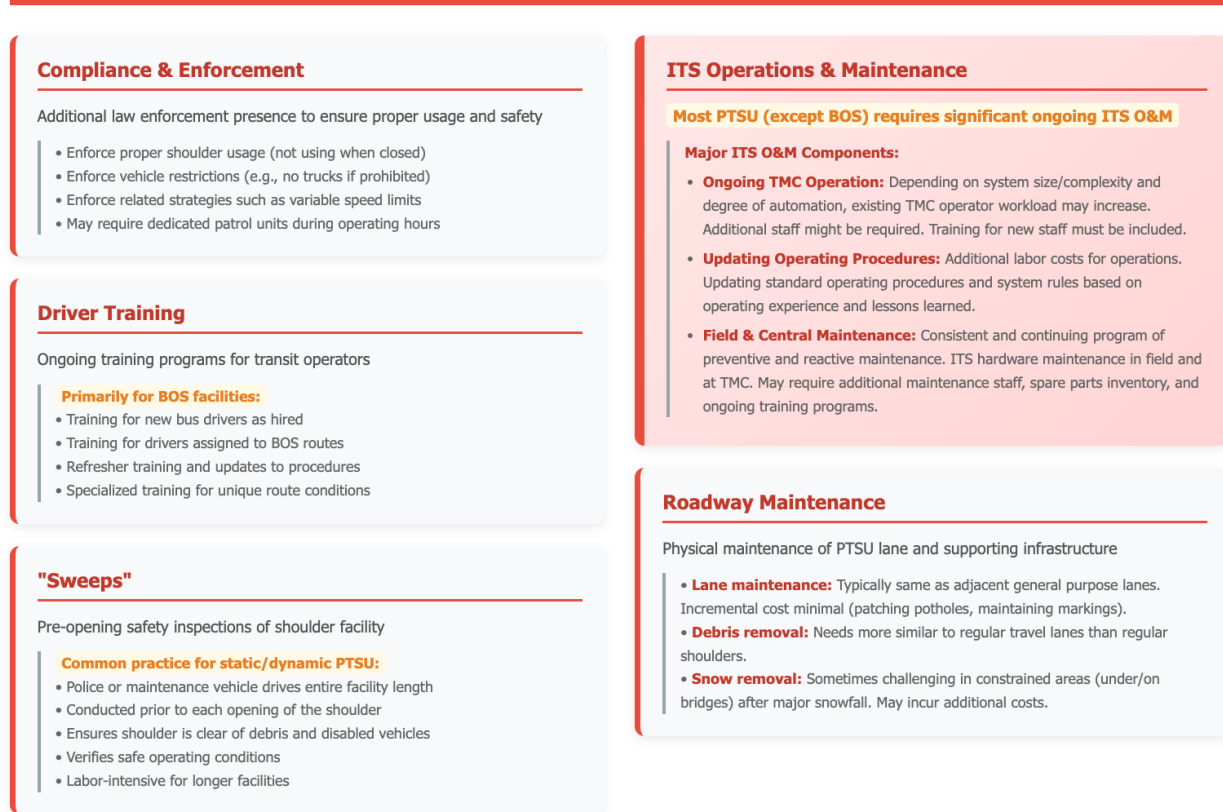 Compliance & Enforcement
Additional law enforcement presence to ensure proper usage and safety
• Enforce proper shoulder usage (not using when closed)
• Enforce vehicle restrictions (e.g., no trucks if prohibited)
• Enforce related strategies such as variable speed limits
• May require dedicated patrol units during operating hours
Driver Training
Ongoing training programs for transit operators
Primarily for BOS facilities:
• Training for new bus drivers as hired
• Training for drivers assigned to BOS routes
• Refresher training and updates to procedures
• Specialized training for unique route conditions
"Sweeps"
Pre-opening safety inspections of shoulder facility
Common practice for static/dynamic PTSU:
• Police or maintenance vehicle drives entire facility length
• Conducted prior to each opening of the shoulder
• Ensures shoulder is clear of debris and disabled vehicles
• Verifies safe operating conditions
• Labor-intensive for longer facilities
ITS Operations & Maintenance
Most PTSU (except BOS) requires significant ongoing ITS O&M
Major ITS O&M Components:
• Ongoing TMC Operation: Depending on system size/complexity and
degree of automation, existing TMC operator workload may increase.
Additional staff might be required. Training for new staff must be included.
• Updating Operating Procedures: Additional labor costs for operations.
Updating standard operating procedures and system rules based on
operating experience and lessons learned.
• Field & Central Maintenance: Consistent and continuing program of
preventive and reactive maintenance. ITS hardware maintenance in field and
at TMC. May require additional maintenance staff, spare parts inventory, and
ongoing training programs.
Roadway Maintenance
Physical maintenance of PTSU lane and supporting infrastructure
• Lane maintenance: Typically same as adjacent general purpose lanes.
Incremental cost minimal (patching potholes, maintaining markings).
• Debris removal: Needs more similar to regular travel lanes than regular
shoulders.
• Snow removal: Sometimes challenging in constrained areas (under/on
bridges) after major snowfall. May incur additional costs.